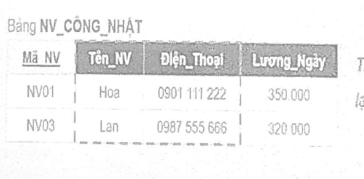 Bảng NV_CÔNG_NHẬT
Mã_NV Tên_NV Điện_Thoại Lương_Ngày
NV01 Hoa 0901 111 222 350 000
NV03 Lan 0987 555 666 320 000